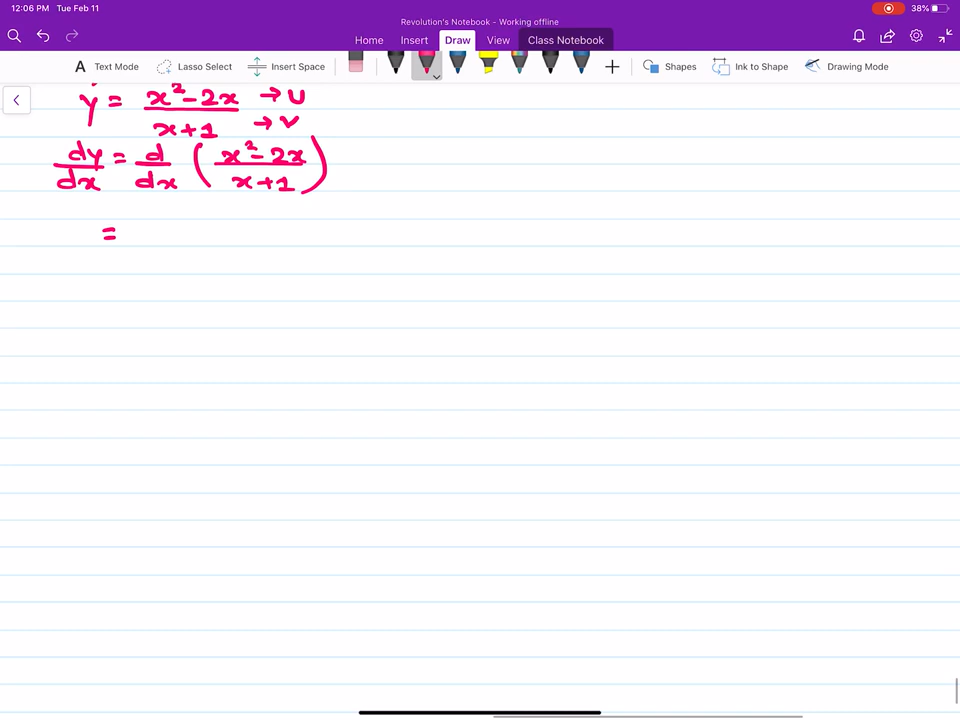 12:06 PM Tue Feb 11
38%
Revolution's Notebook - Working offline
Home Insert Draw View Class Notebook
A Text Mode Lasso Select Insert Space Shapes Ink to Shape Drawing Mode
y = (x² - 2x)/(x + 1) → u → v
dy/dx = d/dx ((x² - 2x)/(x + 1))
=